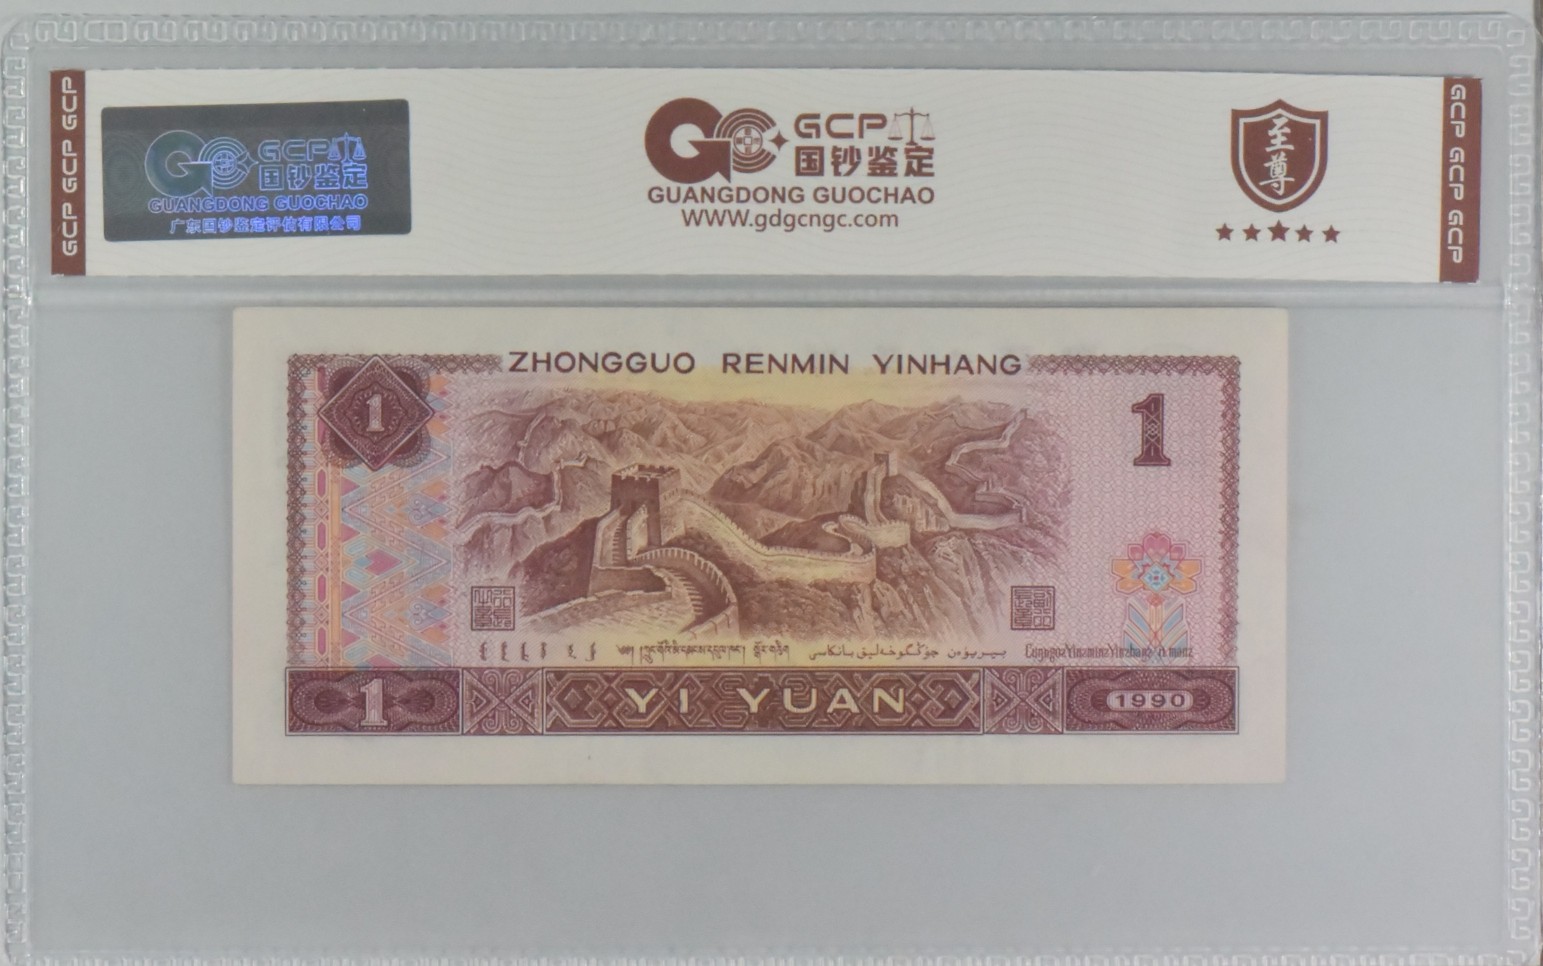 GCP GCP GCP
GCP
国钞鉴定
GUANGDONG GUOCHAO
广东国钞鉴定评估有限公司
GCP
国钞鉴定
GUANGDONG GUOCHAO
WWW.gdgcngc.com
至尊
GCP GCP GCP
ZHONGGUO RENMIN YINHANG
1
1
1
YI YUAN
1990